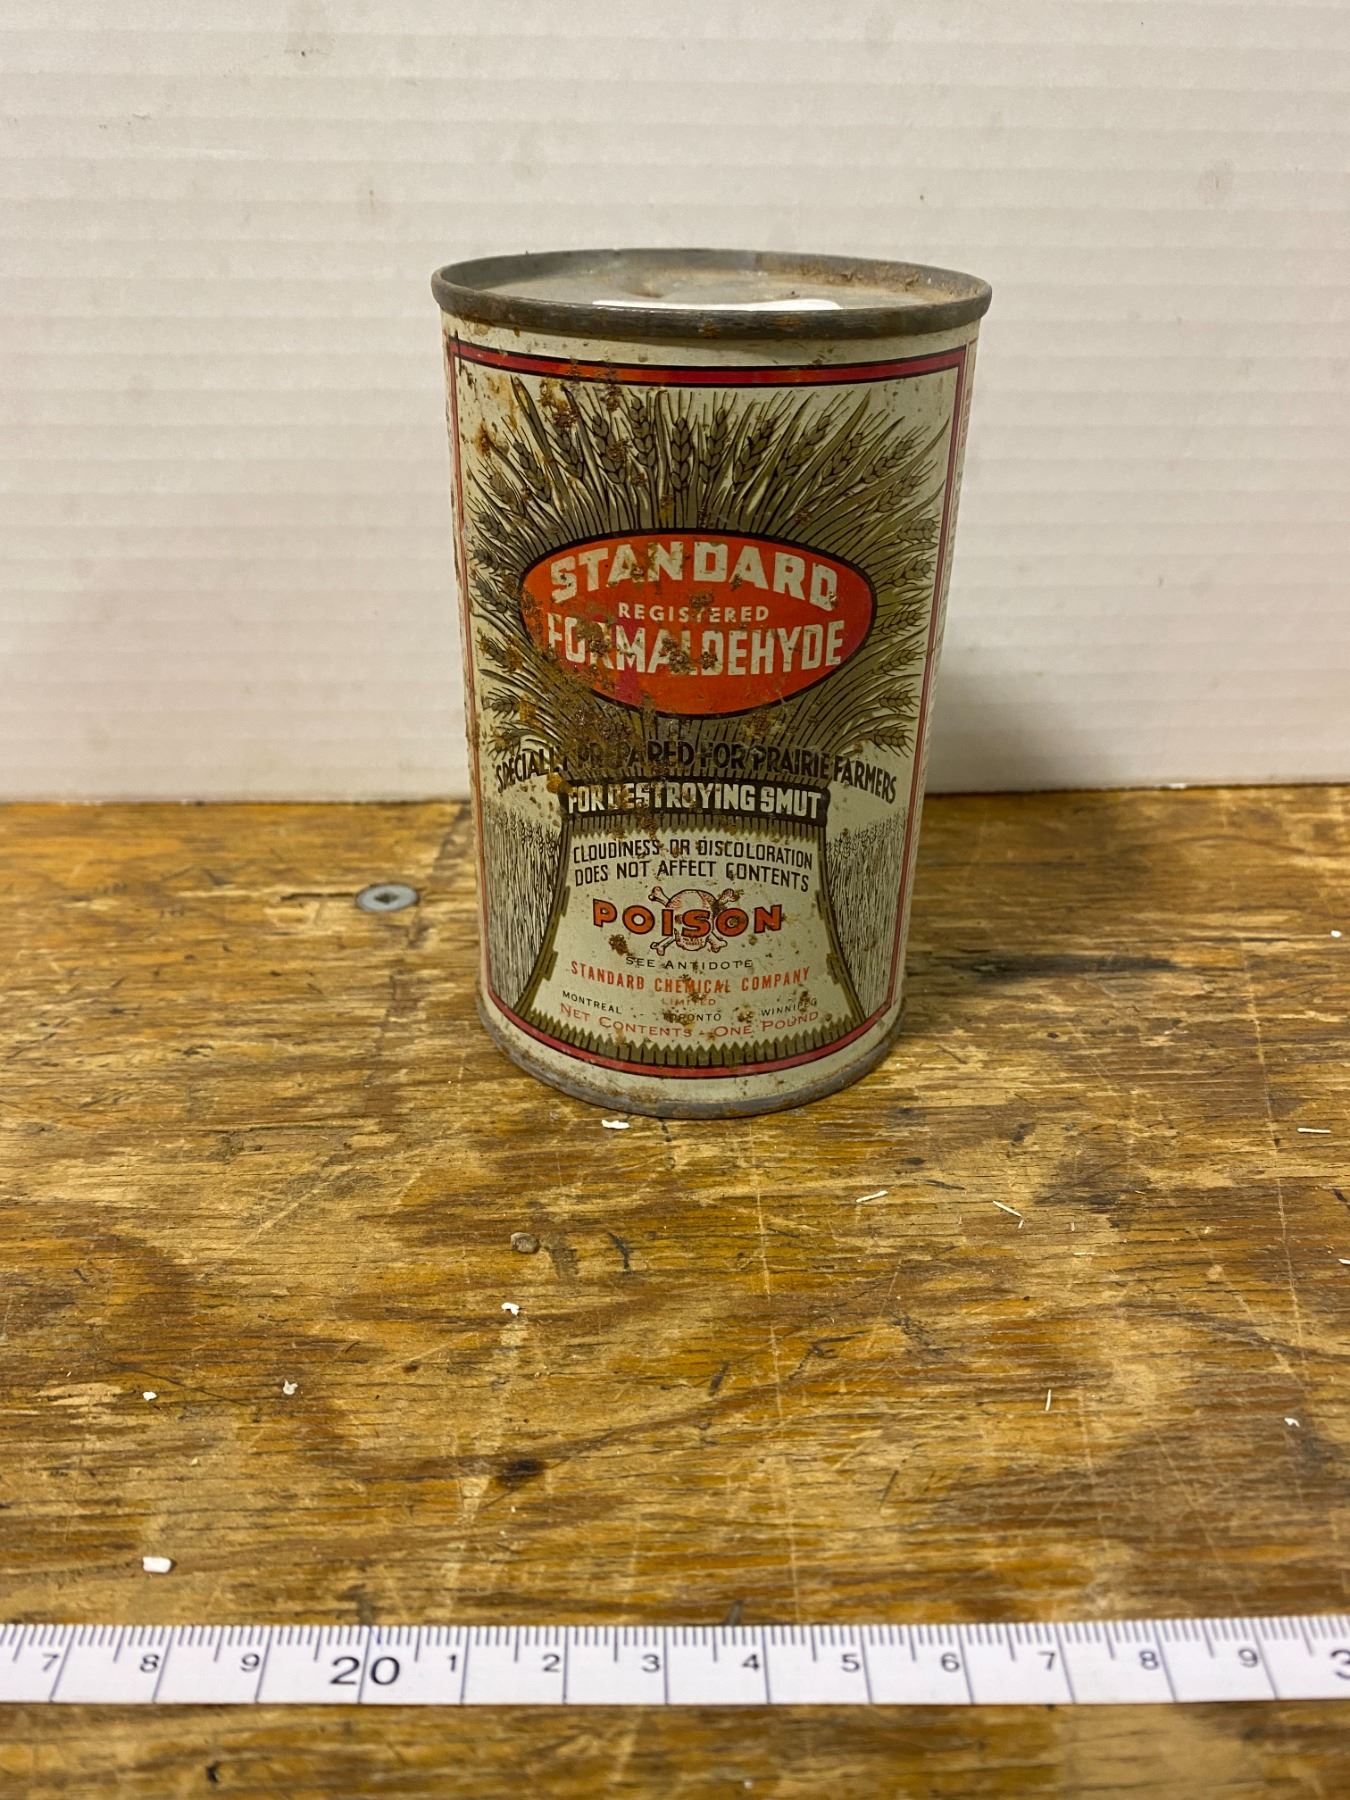 STANDARD
REGISTERED
FORMALDEHYDE
SPECIALLY PREPARED FOR PRAIRIE FARMERS
FOR DESTROYING SMUT
CLOUDINESS OR DISCOLORATION
DOES NOT AFFECT CONTENTS
POISON
SEE ANTIDOTE
STANDARD CHEMICAL COMPANY
LIMITED
MONTREAL TORONTO WINNIPEG
NET CONTENTS - ONE POUND
7 8 9 20 1 2 3 4 5 6 7 8 9 3